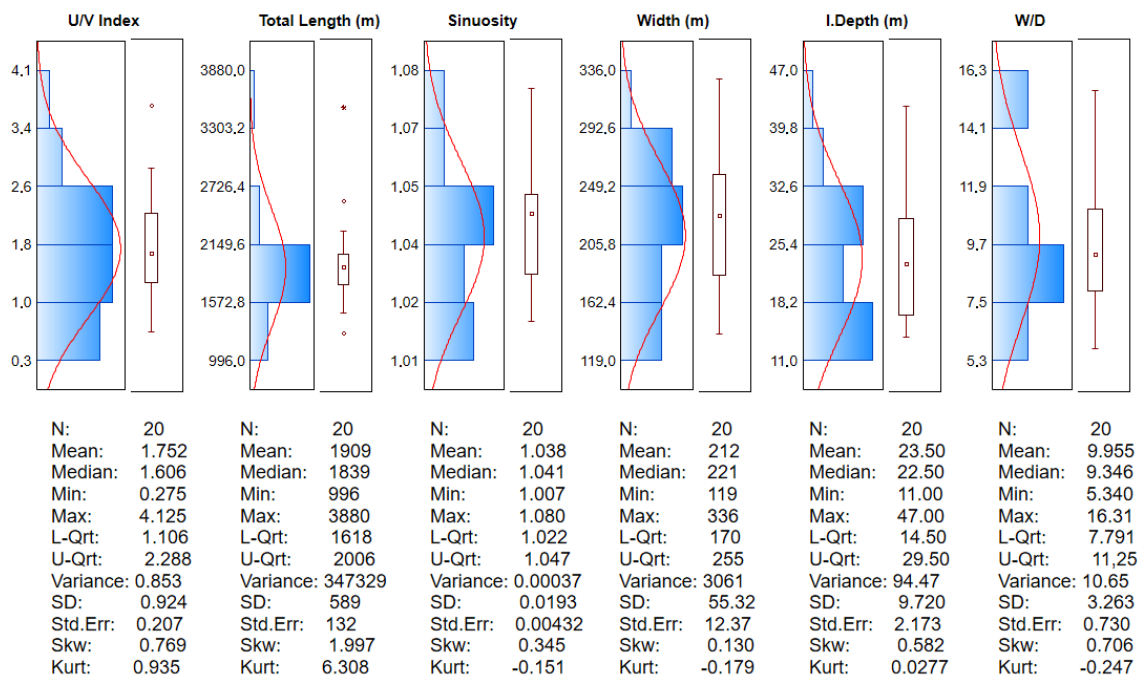 U/V Index Total Length (m) Sinuosity Width (m) I.Depth (m) W/D
4.1 3880.0 1.08 336.0 47.0 16.3
3.4 3303.2 1.07 292.6 39.8 14.1
2.6 2726.4 1.05 249.2 32.6 11.9
1.8 2149.6 1.04 205.8 25.4 9.7
1.0 1572.8 1.02 162.4 18.2 7.5
0.3 996.0 1.01 119.0 11.0 5.3
N: 20 N: 20 N: 20 N: 20 N: 20 N: 20
Mean: 1.752 Mean: 1909 Mean: 1.038 Mean: 212 Mean: 23.50 Mean: 9.955
Median: 1.606 Median: 1839 Median: 1.041 Median: 221 Median: 22.50 Median: 9.346
Min: 0.275 Min: 996 Min: 1.007 Min: 119 Min: 11.00 Min: 5.340
Max: 4.125 Max: 3880 Max: 1.080 Max: 336 Max: 47.00 Max: 16.31
L-Qrt: 1.106 L-Qrt: 1618 L-Qrt: 1.022 L-Qrt: 170 L-Qrt: 14.50 L-Qrt: 7.791
U-Qrt: 2.288 U-Qrt: 2006 U-Qrt: 1.047 U-Qrt: 255 U-Qrt: 29.50 U-Qrt: 11,25
Variance: 0.853 Variance: 347329 Variance: 0.00037 Variance: 3061 Variance: 94.47 Variance: 10.65
SD: 0.924 SD: 589 SD: 0.0193 SD: 55.32 SD: 9.720 SD: 3.263
Std.Err: 0.207 Std.Err: 132 Std.Err: 0.00432 Std.Err: 12.37 Std.Err: 2.173 Std.Err: 0.730
Skw: 0.769 Skw: 1.997 Skw: 0.345 Skw: 0.130 Skw: 0.582 Skw: 0.706
Kurt: 0.935 Kurt: 6.308 Kurt: -0.151 Kurt: -0.179 Kurt: 0.0277 Kurt: -0.247